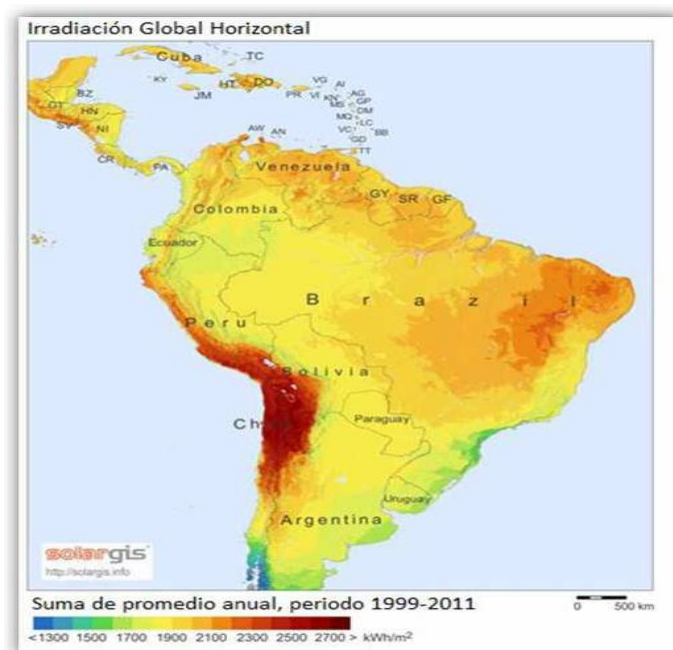 Irradiación Global Horizontal
Cuba TC
KY JM HT DO PR VG VI AI KN AG MS GP DM MQ LC VC BB GD TT
BZ GT HN SV NI CR PA
AW AN
Venezuela
GY SR GF
Colombia
Ecuador
Brazil
Peru
Bolivia
Paraguay
Uruguay
Argentina
solargis
http://solargis.info
Suma de promedio anual, periodo 1999-2011
0 500 km
<1300 1500 1700 1900 2100 2300 2500 2700 > kWh/m²